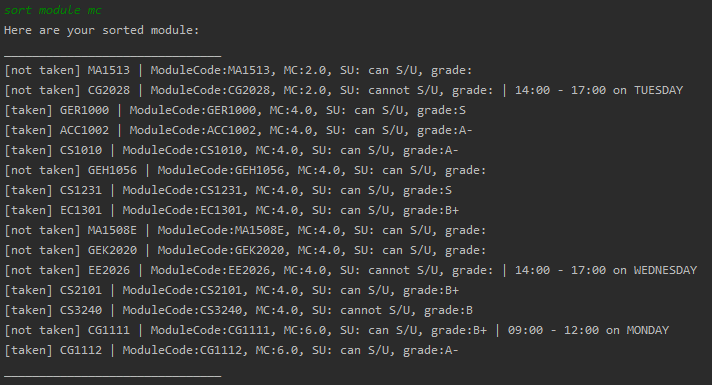 sort module mc
Here are your sorted module:
_______________________________
[not taken] MA1513 | ModuleCode:MA1513, MC:2.0, SU: can S/U, grade:
[not taken] CG2028 | ModuleCode:CG2028, MC:2.0, SU: cannot S/U, grade: | 14:00 - 17:00 on TUESDAY
[taken] GER1000 | ModuleCode:GER1000, MC:4.0, SU: can S/U, grade:S
[taken] ACC1002 | ModuleCode:ACC1002, MC:4.0, SU: can S/U, grade:A-
[taken] CS1010 | ModuleCode:CS1010, MC:4.0, SU: can S/U, grade:A-
[not taken] GEH1056 | ModuleCode:GEH1056, MC:4.0, SU: can S/U, grade:
[taken] CS1231 | ModuleCode:CS1231, MC:4.0, SU: can S/U, grade:S
[taken] EC1301 | ModuleCode:EC1301, MC:4.0, SU: can S/U, grade:B+
[not taken] MA1508E | ModuleCode:MA1508E, MC:4.0, SU: can S/U, grade:
[not taken] GEK2020 | ModuleCode:GEK2020, MC:4.0, SU: can S/U, grade:
[not taken] EE2026 | ModuleCode:EE2026, MC:4.0, SU: cannot S/U, grade: | 14:00 - 17:00 on WEDNESDAY
[taken] CS2101 | ModuleCode:CS2101, MC:4.0, SU: can S/U, grade:B+
[taken] CS3240 | ModuleCode:CS3240, MC:4.0, SU: cannot S/U, grade:B
[not taken] CG1111 | ModuleCode:CG1111, MC:6.0, SU: can S/U, grade:B+ | 09:00 - 12:00 on MONDAY
[taken] CG1112 | ModuleCode:CG1112, MC:6.0, SU: can S/U, grade:A-
_______________________________